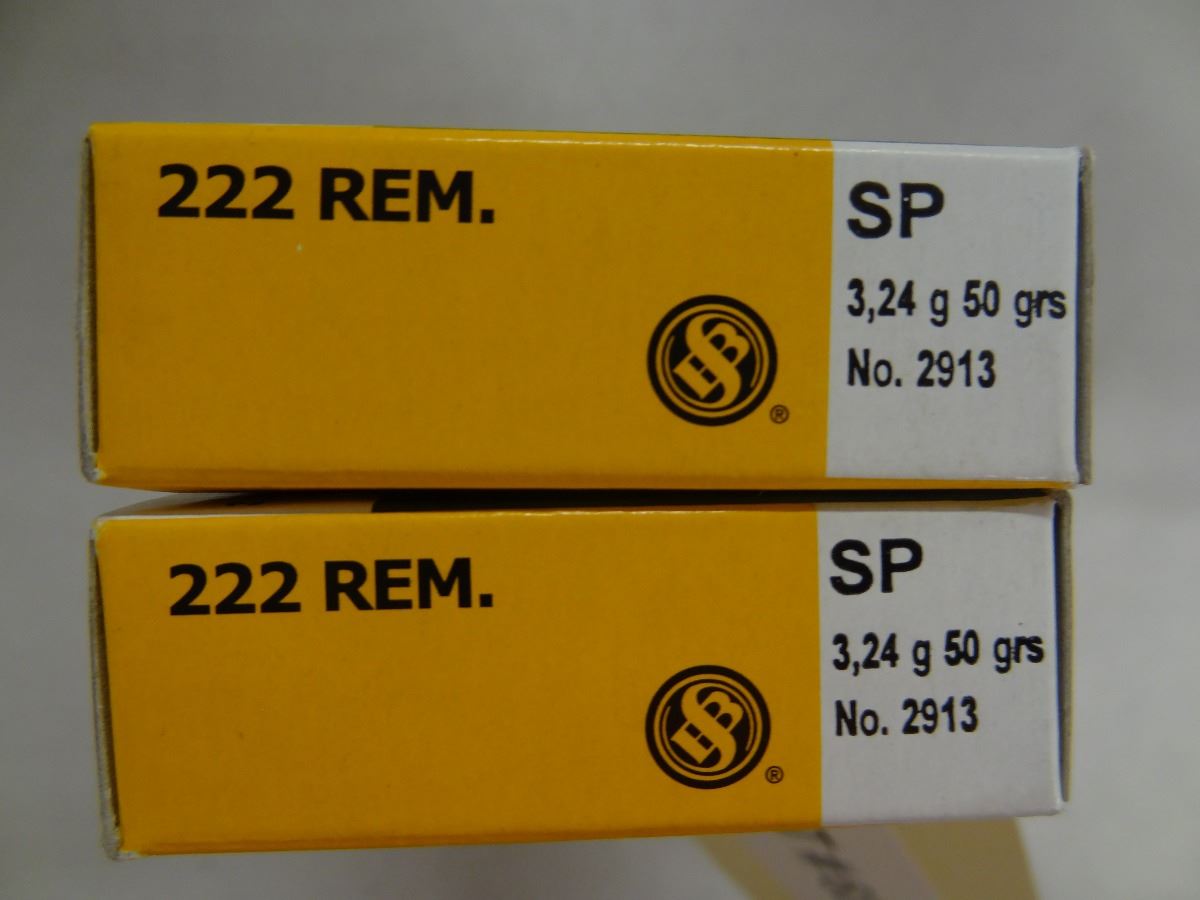 222 REM.
SP
3,24 g 50 grs
No. 2913
S&B
®
222 REM.
SP
3,24 g 50 grs
No. 2913
S&B
®